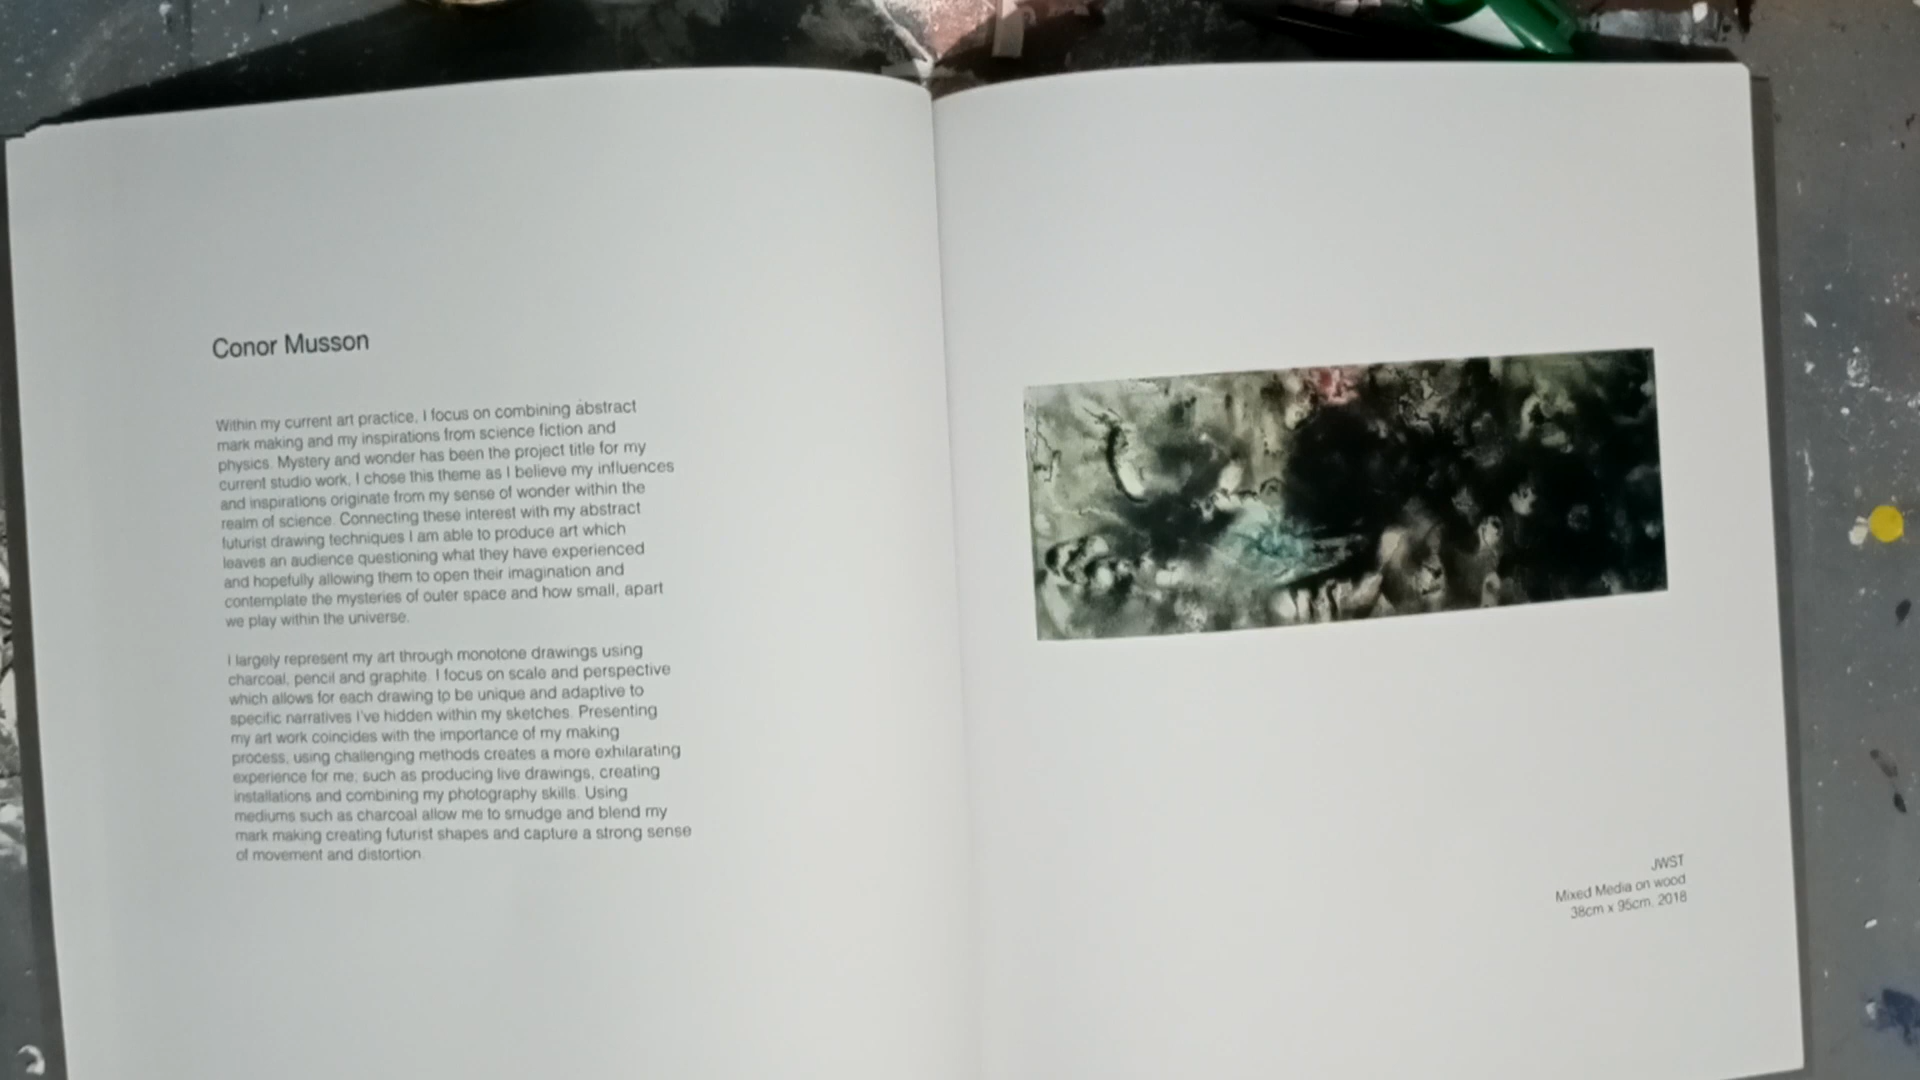 Conor Musson
Within my current art practice, I focus on combining abstract
mark making and my inspirations from science fiction and
physics. Mystery and wonder has been the project title for my
current studio work, I chose this theme as I believe my influences
and inspirations originate from my sense of wonder within the
realm of science. Connecting these interest with my abstract
futurist drawing techniques I am able to produce art which
leaves an audience questioning what they have experienced
and hopefully allowing them to open their imagination and
contemplate the mysteries of outer space and how small, apart
we play within the universe.
I largely represent my art through monotone drawings using
charcoal, pencil and graphite. I focus on scale and perspective
which allows for each drawing to be unique and adaptive to
specific narratives I've hidden within my sketches. Presenting
my art work coincides with the importance of my making
process, using challenging methods creates a more exhilarating
experience for me; such as producing live drawings, creating
installations and combining my photography skills. Using
mediums such as charcoal allow me to smudge and blend my
mark making creating futurist shapes and capture a strong sense
of movement and distortion.
JWST
Mixed Media on wood
38cm x 95cm, 2018